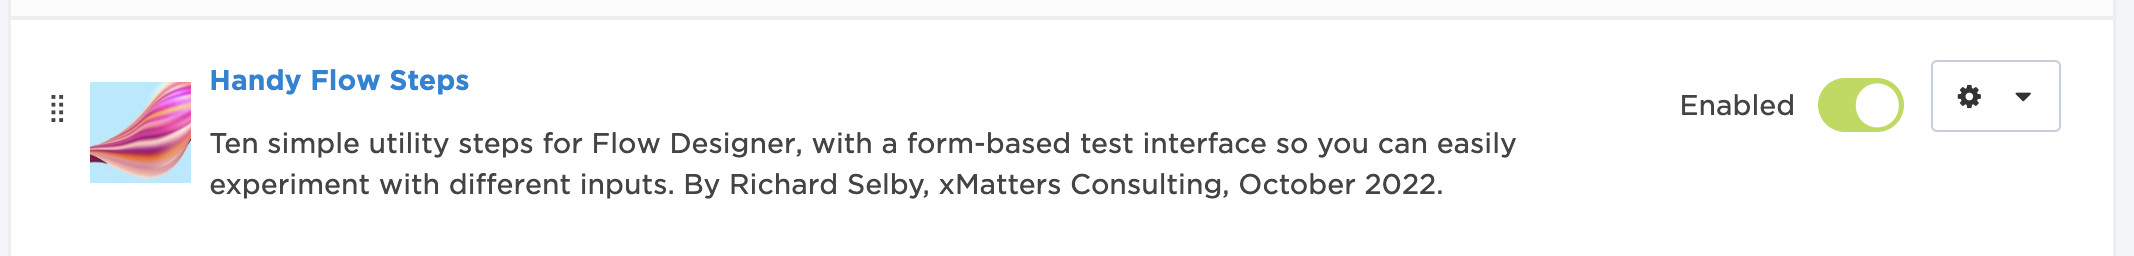 Handy Flow Steps
Enabled
Ten simple utility steps for Flow Designer, with a form-based test interface so you can easily
experiment with different inputs. By Richard Selby, xMatters Consulting, October 2022.